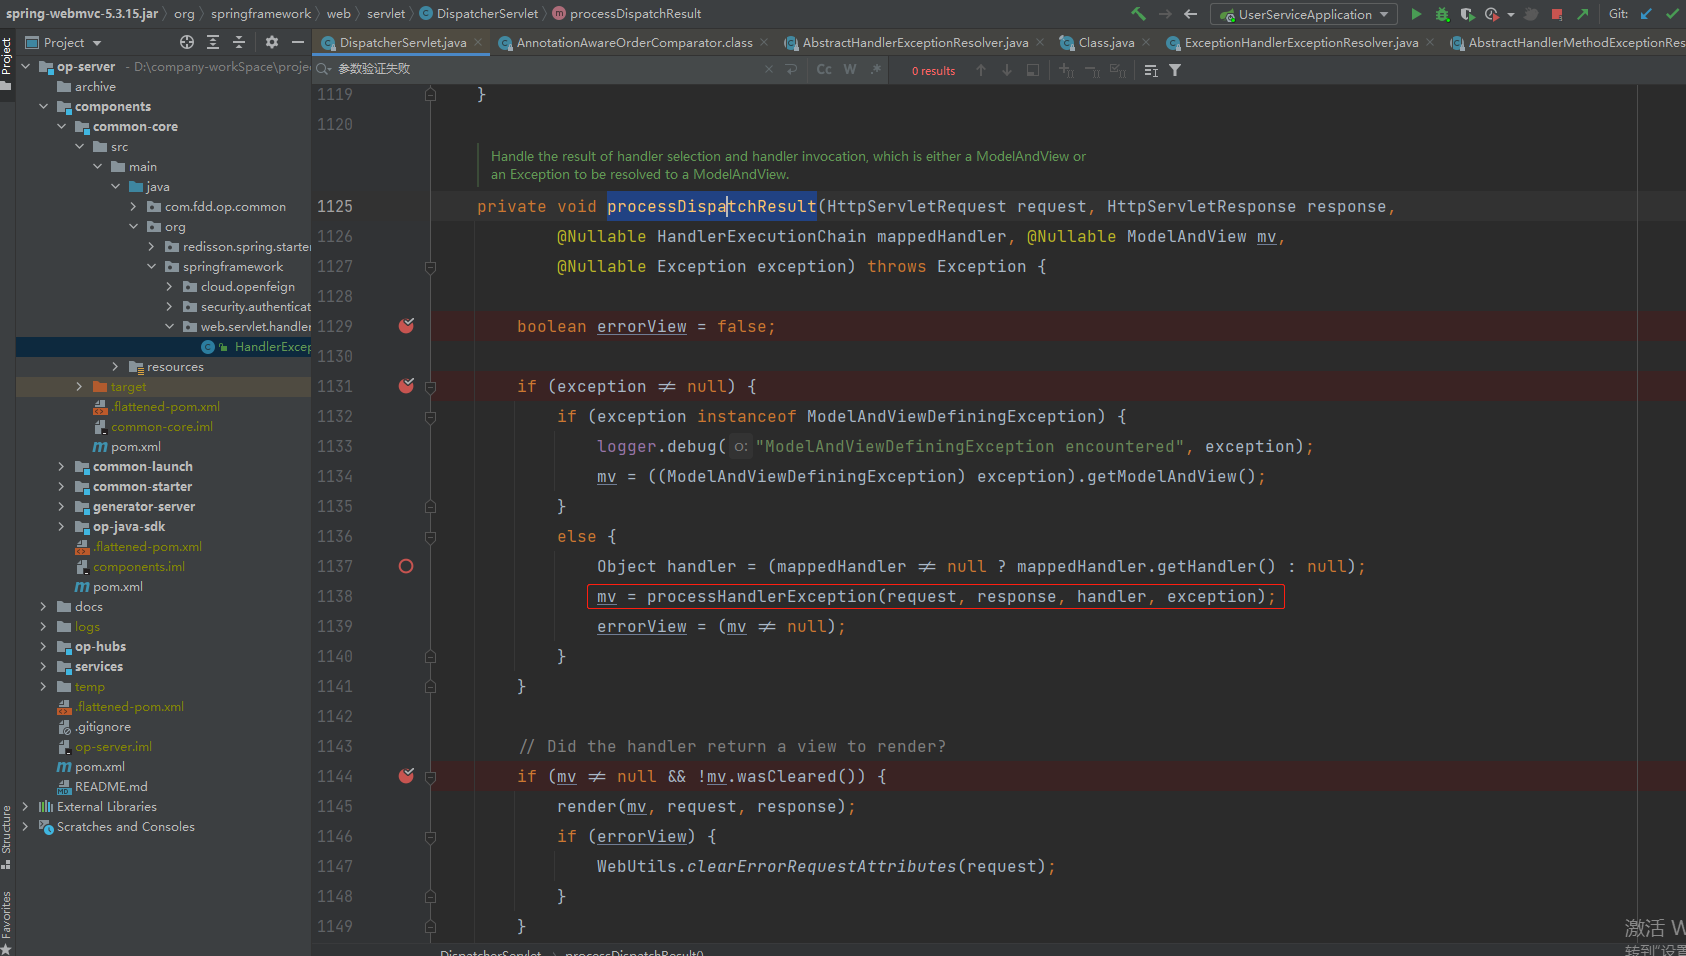 spring-webmvc-5.3.15.jar org springframework web servlet DispatcherServlet processDispatchResult
UserServiceApplication Git:
Project
DispatcherServlet.java AnnotationAwareOrderComparator.class AbstractHandlerExceptionResolver.java Class.java ExceptionHandlerExceptionResolver.java AbstractHandlerMethodExceptionRes
参数验证失败 Cc W .* 0 results
Project
Structure
Favorites
op-server - D:\company-workSpace\proje
archive
components
common-core
src
main
java
com.fdd.op.common
org
redisson.spring.starter
springframework
cloud.openfeign
security.authenticat
web.servlet.handler
HandlerExcep
resources
target
.flattened-pom.xml
common-core.iml
pom.xml
common-launch
common-starter
generator-server
op-java-sdk
.flattened-pom.xml
components.iml
pom.xml
docs
logs
op-hubs
services
temp
.flattened-pom.xml
.gitignore
op-server.iml
pom.xml
README.md
External Libraries
Scratches and Consoles
1119 }
1120
Handle the result of handler selection and handler invocation, which is either a ModelAndView or
an Exception to be resolved to a ModelAndView.
1125 private void processDispatchResult(HttpServletRequest request, HttpServletResponse response,
1126 @Nullable HandlerExecutionChain mappedHandler, @Nullable ModelAndView mv,
1127 @Nullable Exception exception) throws Exception {
1128
1129 boolean errorView = false;
1130
1131 if (exception ≠ null) {
1132 if (exception instanceof ModelAndViewDefiningException) {
1133 logger.debug( o: "ModelAndViewDefiningException encountered", exception);
1134 mv = ((ModelAndViewDefiningException) exception).getModelAndView();
1135 }
1136 else {
1137 Object handler = (mappedHandler ≠ null ? mappedHandler.getHandler() : null);
1138 mv = processHandlerException(request, response, handler, exception);
1139 errorView = (mv ≠ null);
1140 }
1141 }
1142
1143 // Did the handler return a view to render?
1144 if (mv ≠ null && !mv.wasCleared()) {
1145 render(mv, request, response);
1146 if (errorView) {
1147 WebUtils.clearErrorRequestAttributes(request);
1148 }
1149 }
DispatcherServlet processDispatchResult()
激活 W
转到"设置